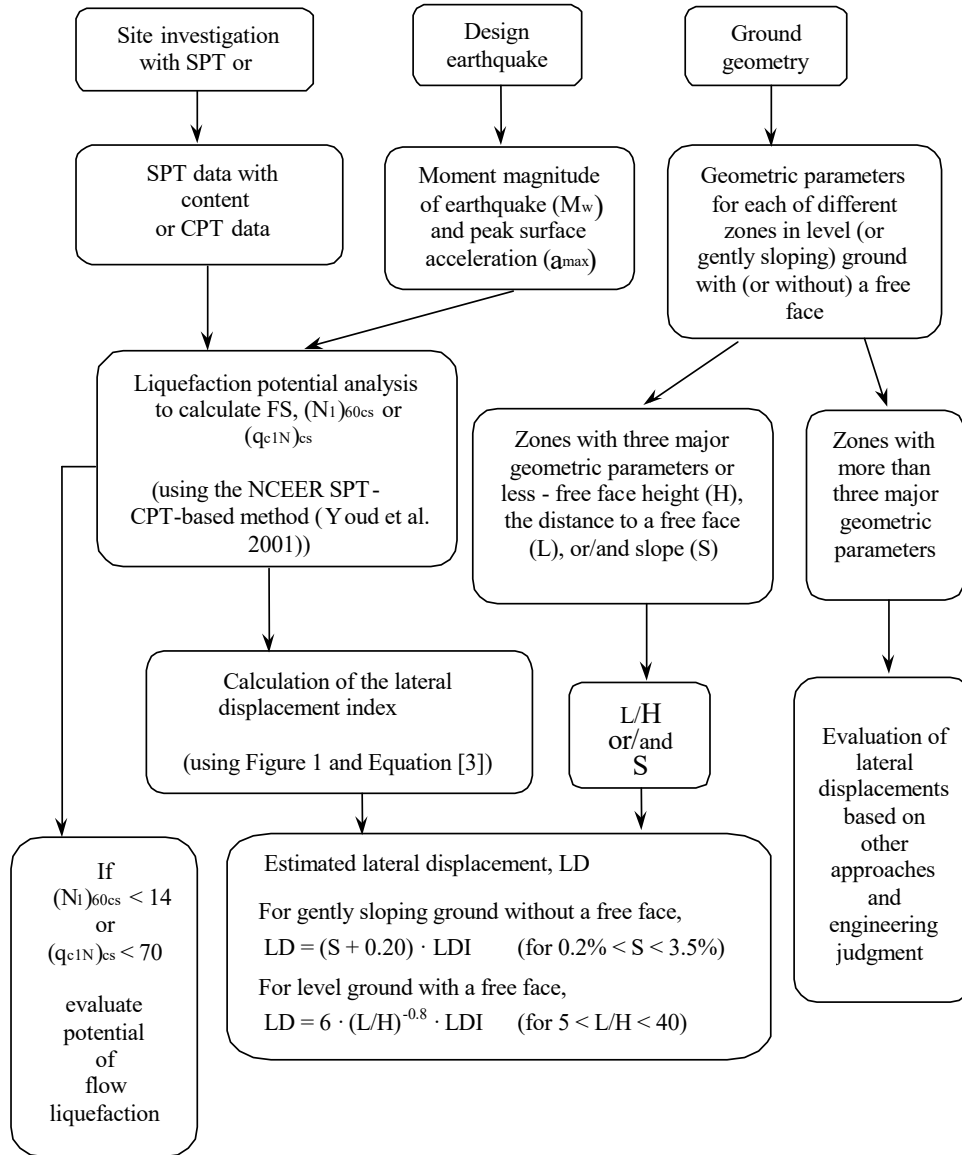 Site investigation
with SPT or
Design
earthquake
Ground
geometry
SPT data with
content
or CPT data
Moment magnitude
of earthquake (Mw)
and peak surface
acceleration (amax)
Geometric parameters
for each of different
zones in level (or
gently sloping) ground
with (or without) a free
face
Liquefaction potential analysis
to calculate FS, (N1)60cs or
(qc1N)cs
(using the NCEER SPT-
CPT-based method (Youd et al.
2001))
Zones with three major
geometric parameters or
less - free face height (H),
the distance to a free face
(L), or/and slope (S)
Zones with
more than
three major
geometric
parameters
Calculation of the lateral
displacement index
(using Figure 1 and Equation [3])
L/H
or/and
S
Evaluation of
lateral
displacements
based on
other
approaches
and
engineering
judgment
If
(N1)60cs < 14
or
(qc1N)cs < 70
evaluate
potential
of
flow
liquefaction
Estimated lateral displacement, LD
For gently sloping ground without a free face,
LD = (S + 0.20) · LDI (for 0.2% < S < 3.5%)
For level ground with a free face,
LD = 6 · (L/H)^-0.8 · LDI (for 5 < L/H < 40)